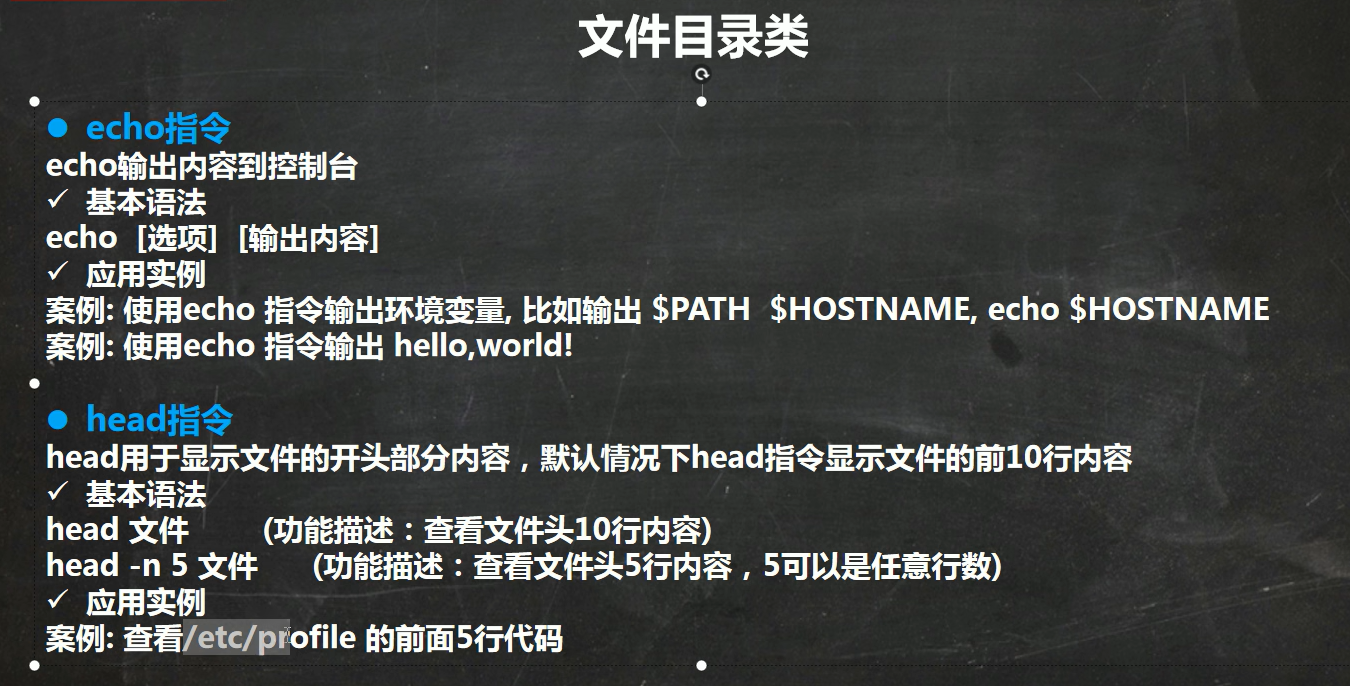 文件目录类
● echo指令
echo输出内容到控制台
✓ 基本语法
echo [选项] [输出内容]
✓ 应用实例
案例: 使用echo 指令输出环境变量, 比如输出 $PATH $HOSTNAME, echo $HOSTNAME
案例: 使用echo 指令输出 hello,world!
● head指令
head用于显示文件的开头部分内容，默认情况下head指令显示文件的前10行内容
✓ 基本语法
head 文件 (功能描述：查看文件头10行内容)
head -n 5 文件 (功能描述：查看文件头5行内容，5可以是任意行数)
✓ 应用实例
案例: 查看/etc/profile 的前面5行代码